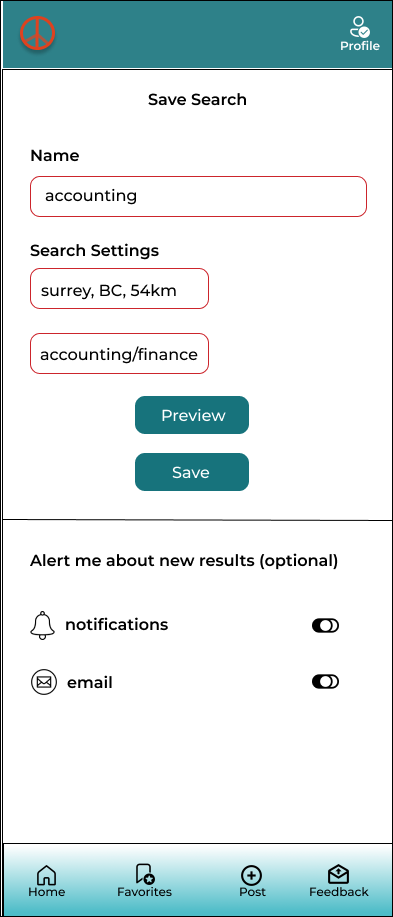 Profile
Save Search
Name
accounting
Search Settings
surrey, BC, 54km
accounting/finance
Preview
Save
Alert me about new results (optional)
notifications
email
Home
Favorites
Post
Feedback